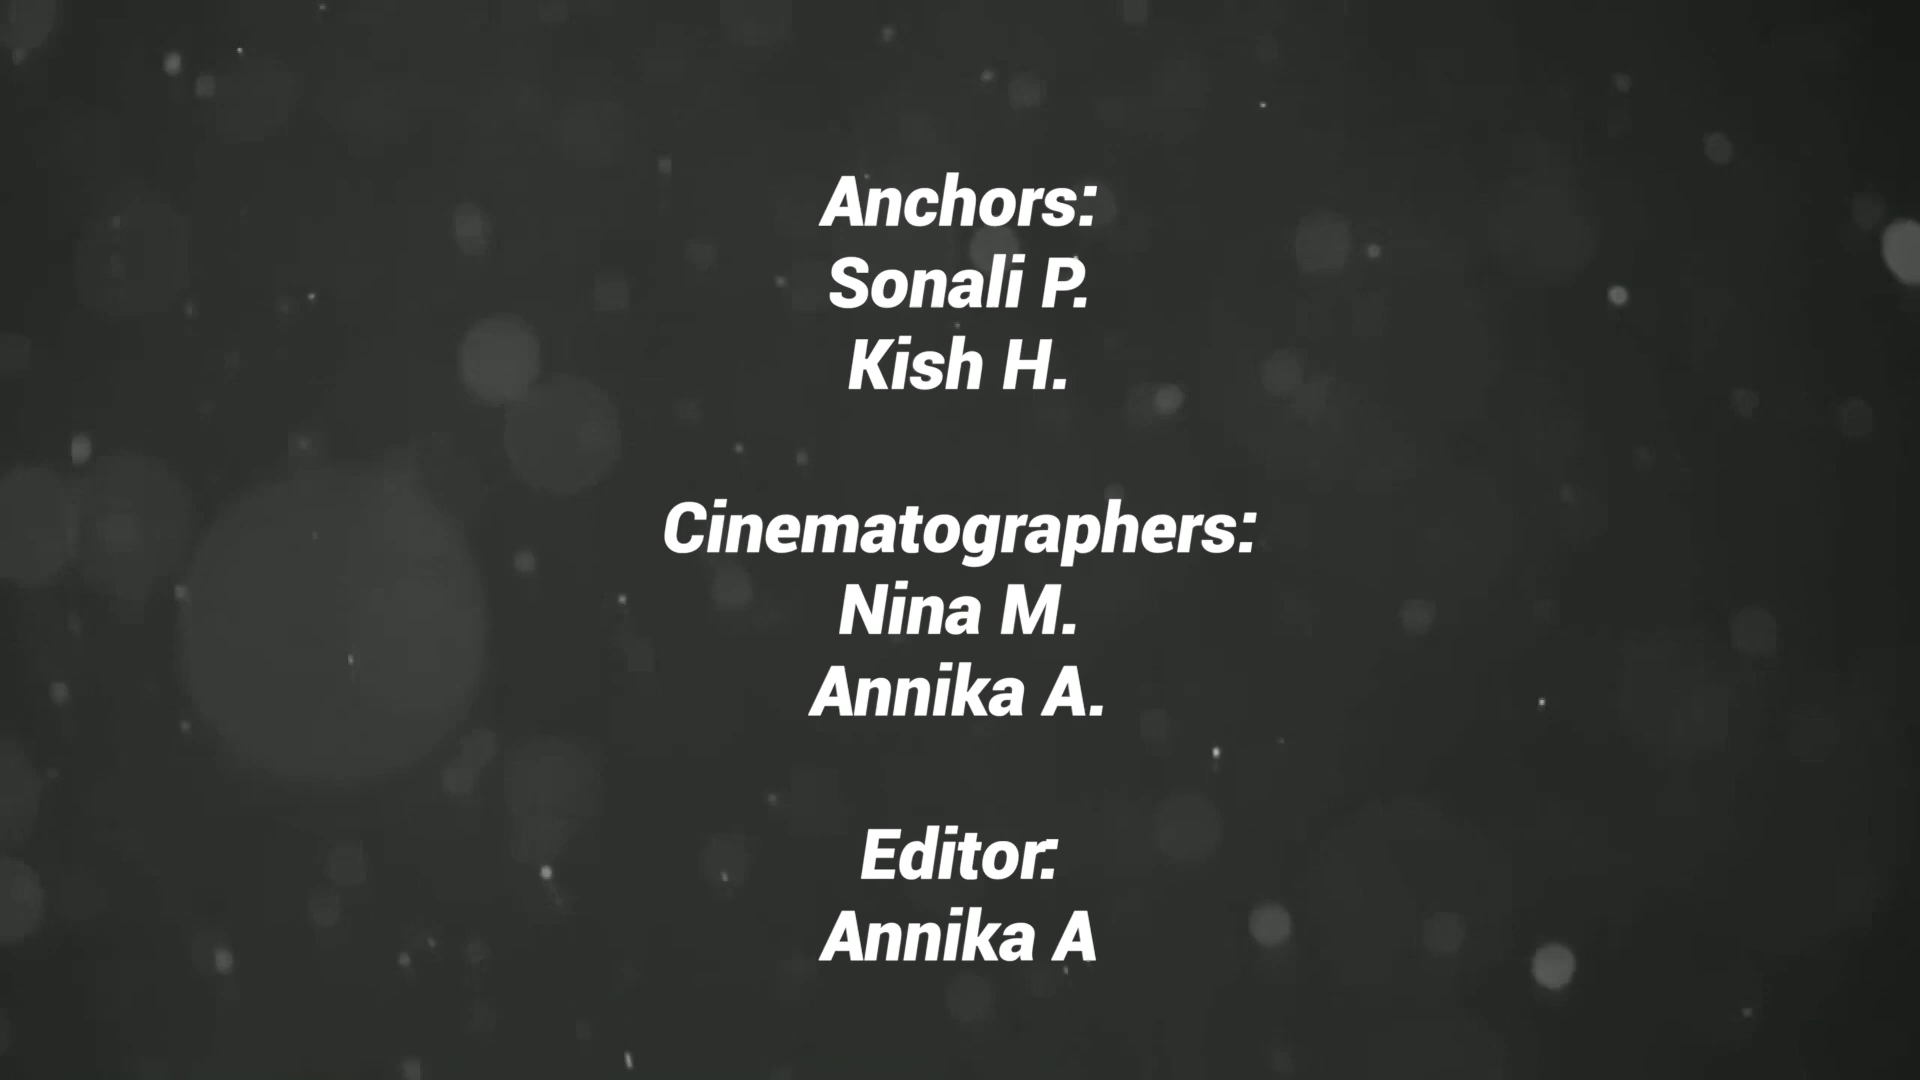 Anchors:
Sonali P.
Kish H.
Cinematographers:
Nina M.
Annika A.
Editor:
Annika A